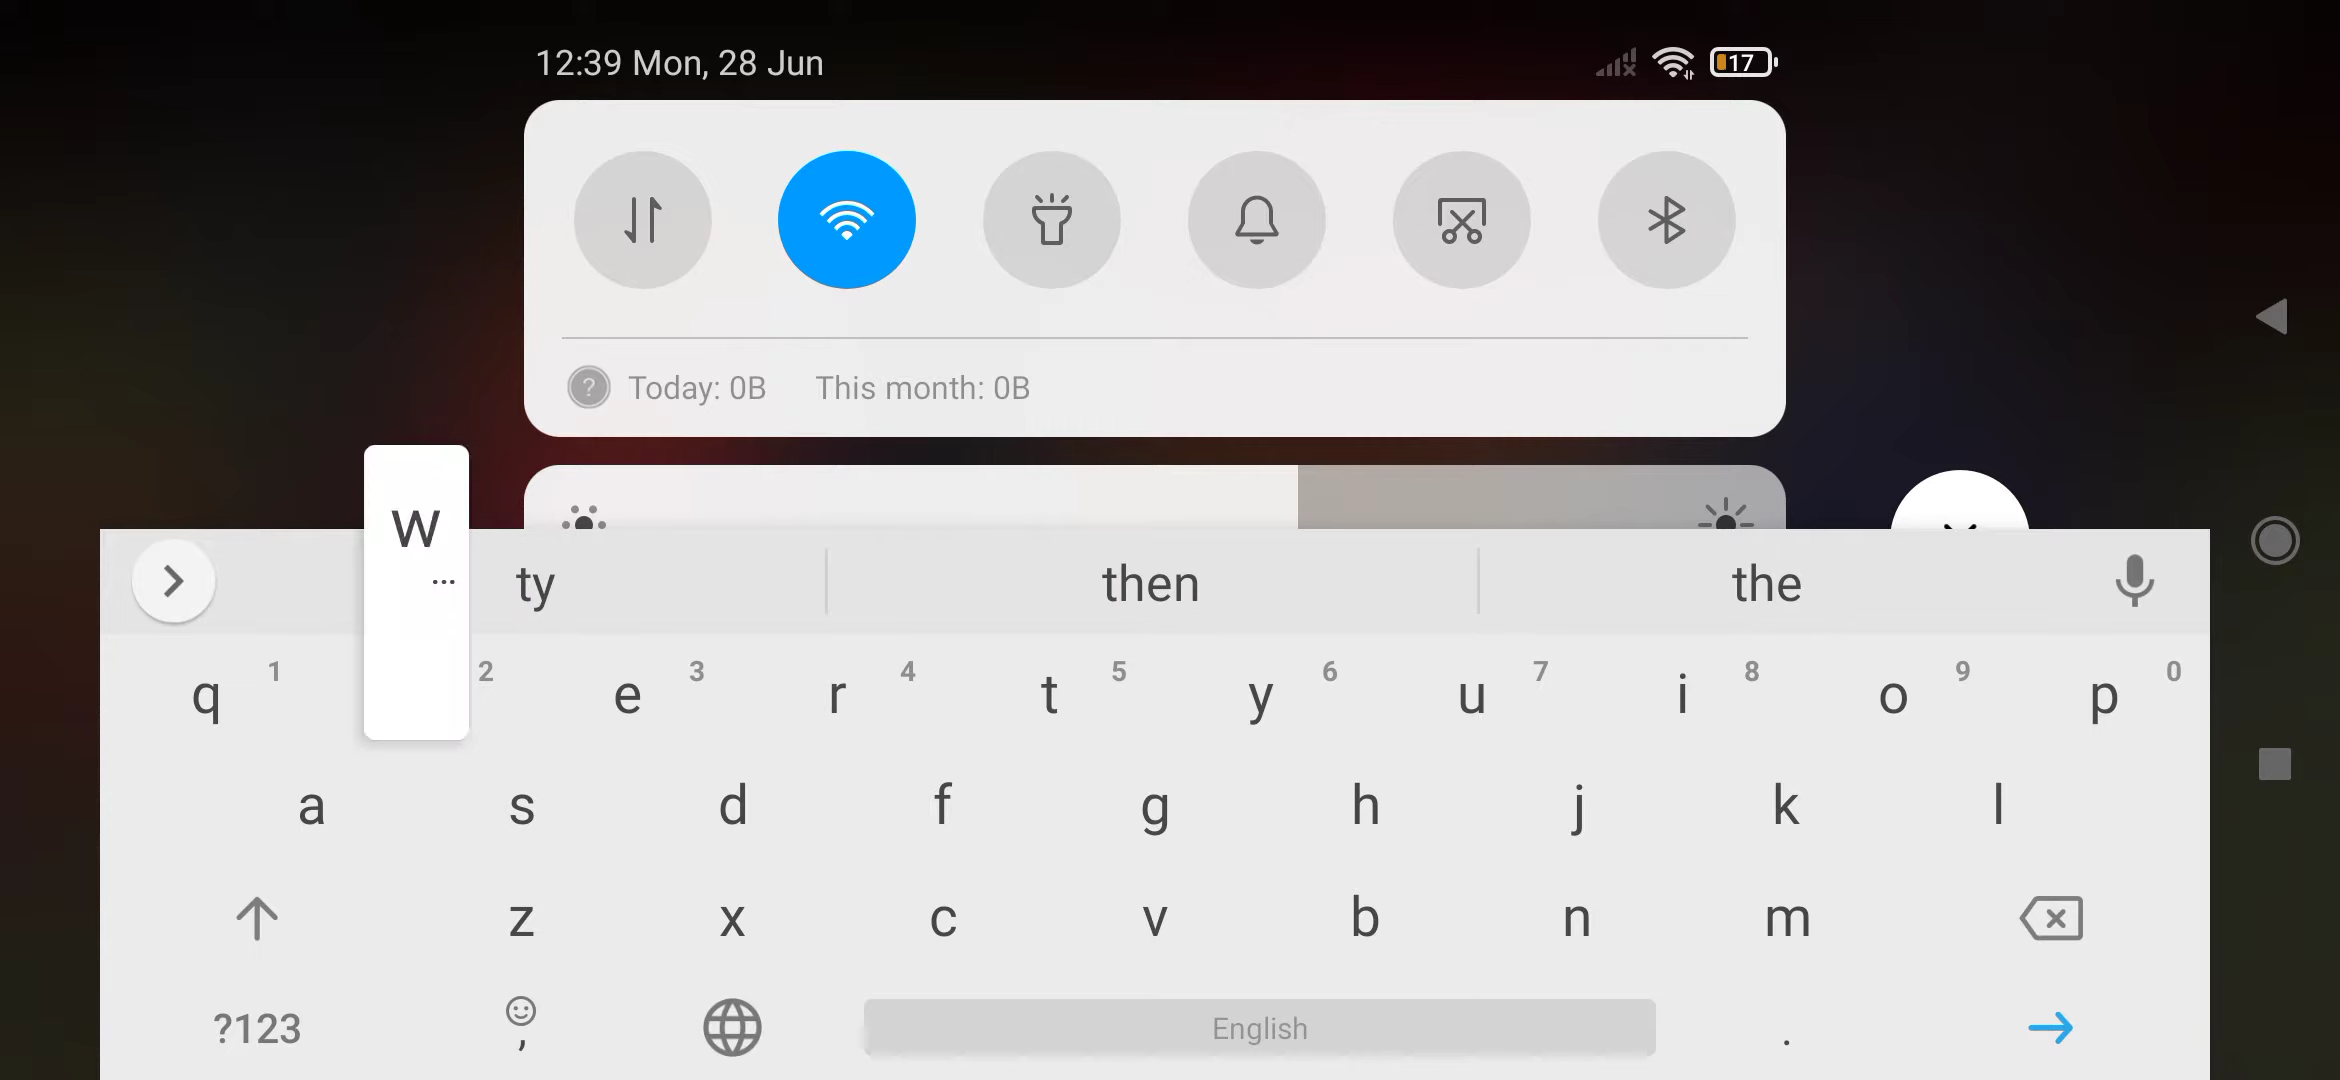 12:39 Mon, 28 Jun
17
Today: 0B This month: 0B
w
...
ty then the
q 1 2 e 3 r 4 t 5 y 6 u 7 i 8 o 9 p 0
a s d f g h j k l
z x c v b n m
?123 , English .